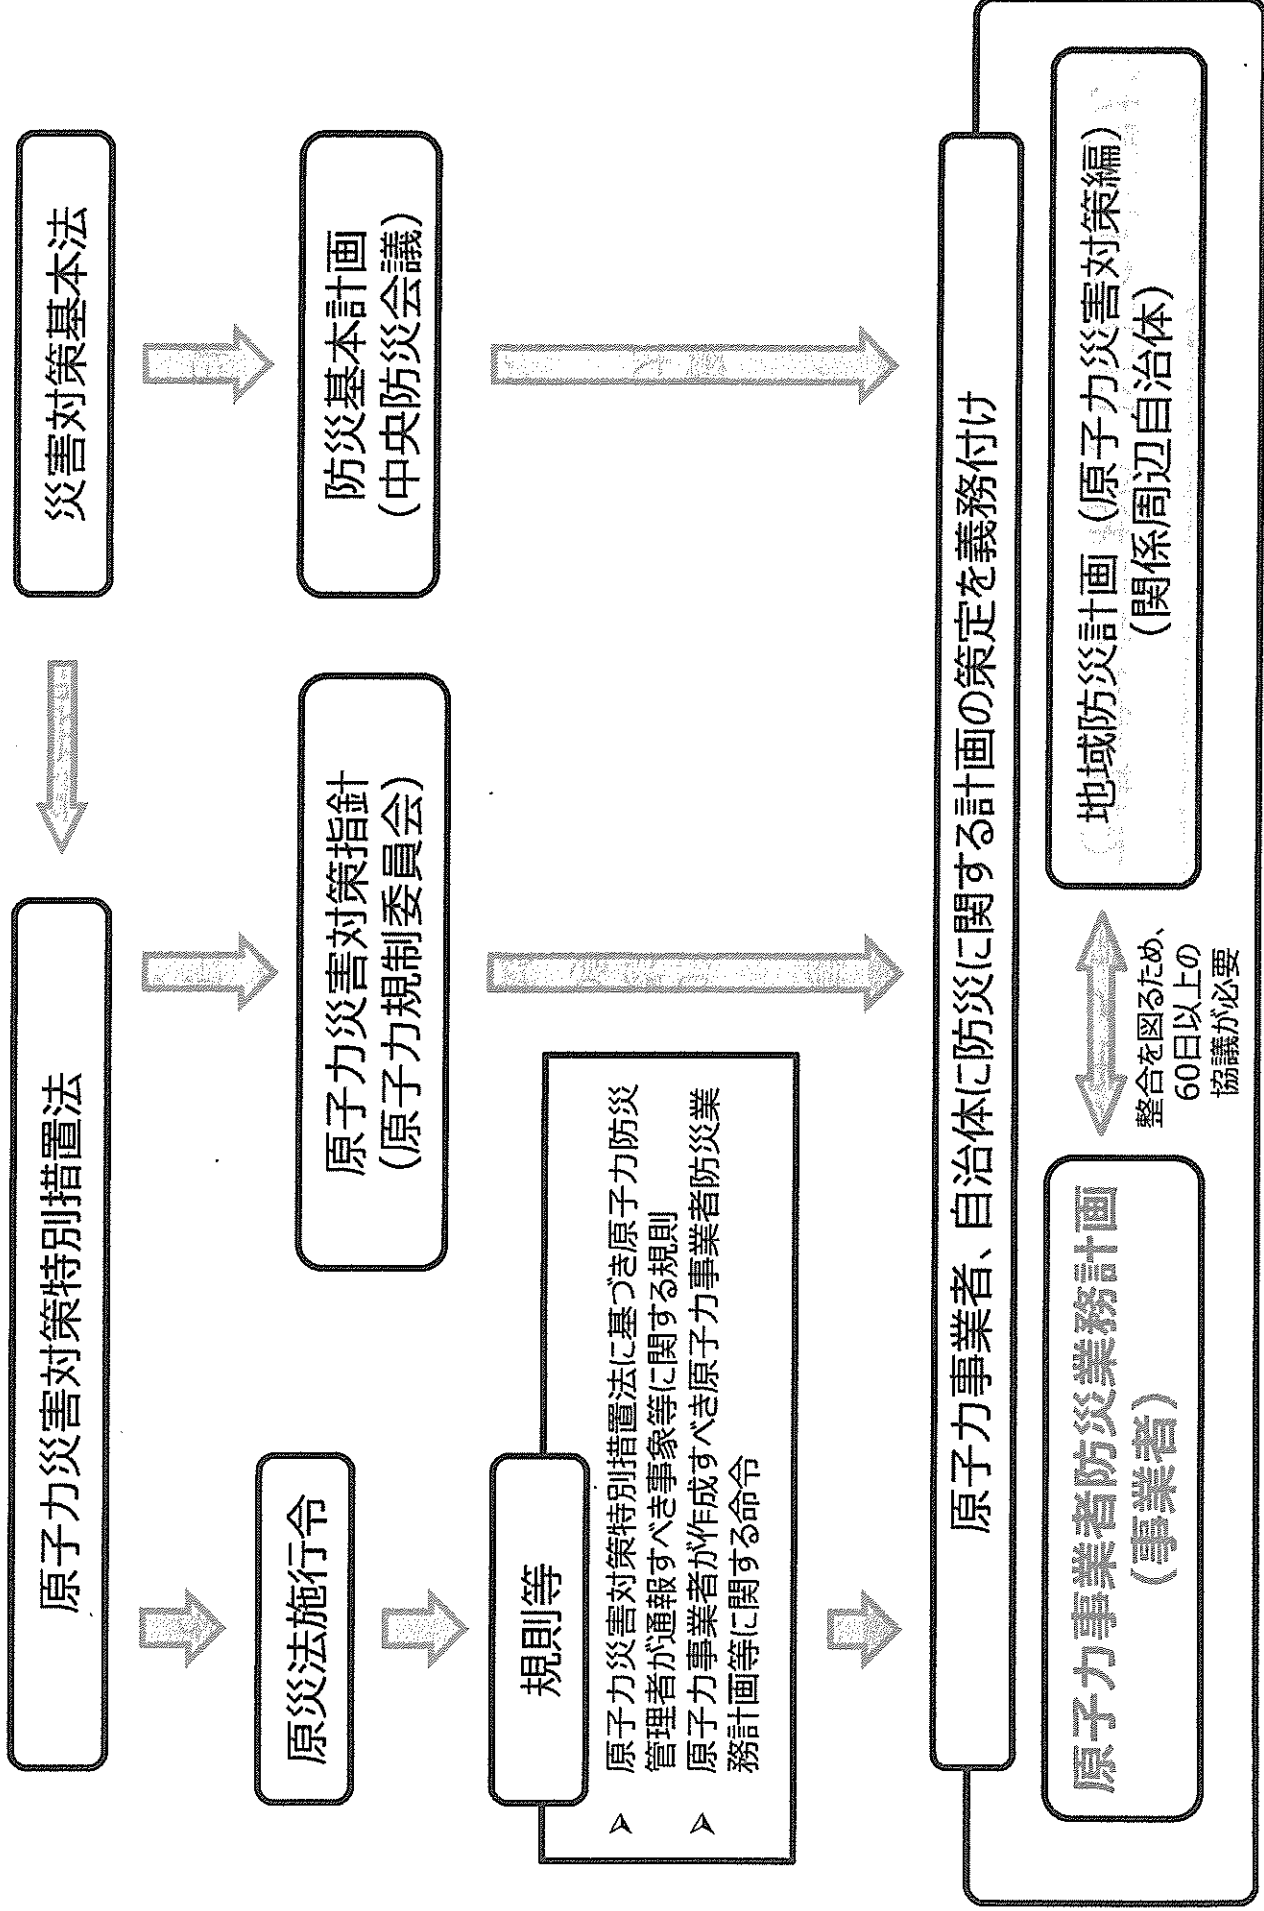 原子力災害対策特別措置法
災害対策基本法
原災法施行令
原子力災害対策指針
(原子力規制委員会)
防災基本計画
(中央防災会議)
規則等
➢ 原子力災害対策特別措置法に基づき原子力防災
管理者が通報すべき事象等に関する規則
➢ 原子力事業者が作成すべき原子力事業者防災業
務計画等に関する命令
原子力事業者、自治体に防災に関する計画の策定を義務付け
原子力事業者防災業務計画
(事業者)
整合を図るため、
60日以上の
協議が必要
地域防災計画(原子力災害対策編)
(関係周辺自治体)